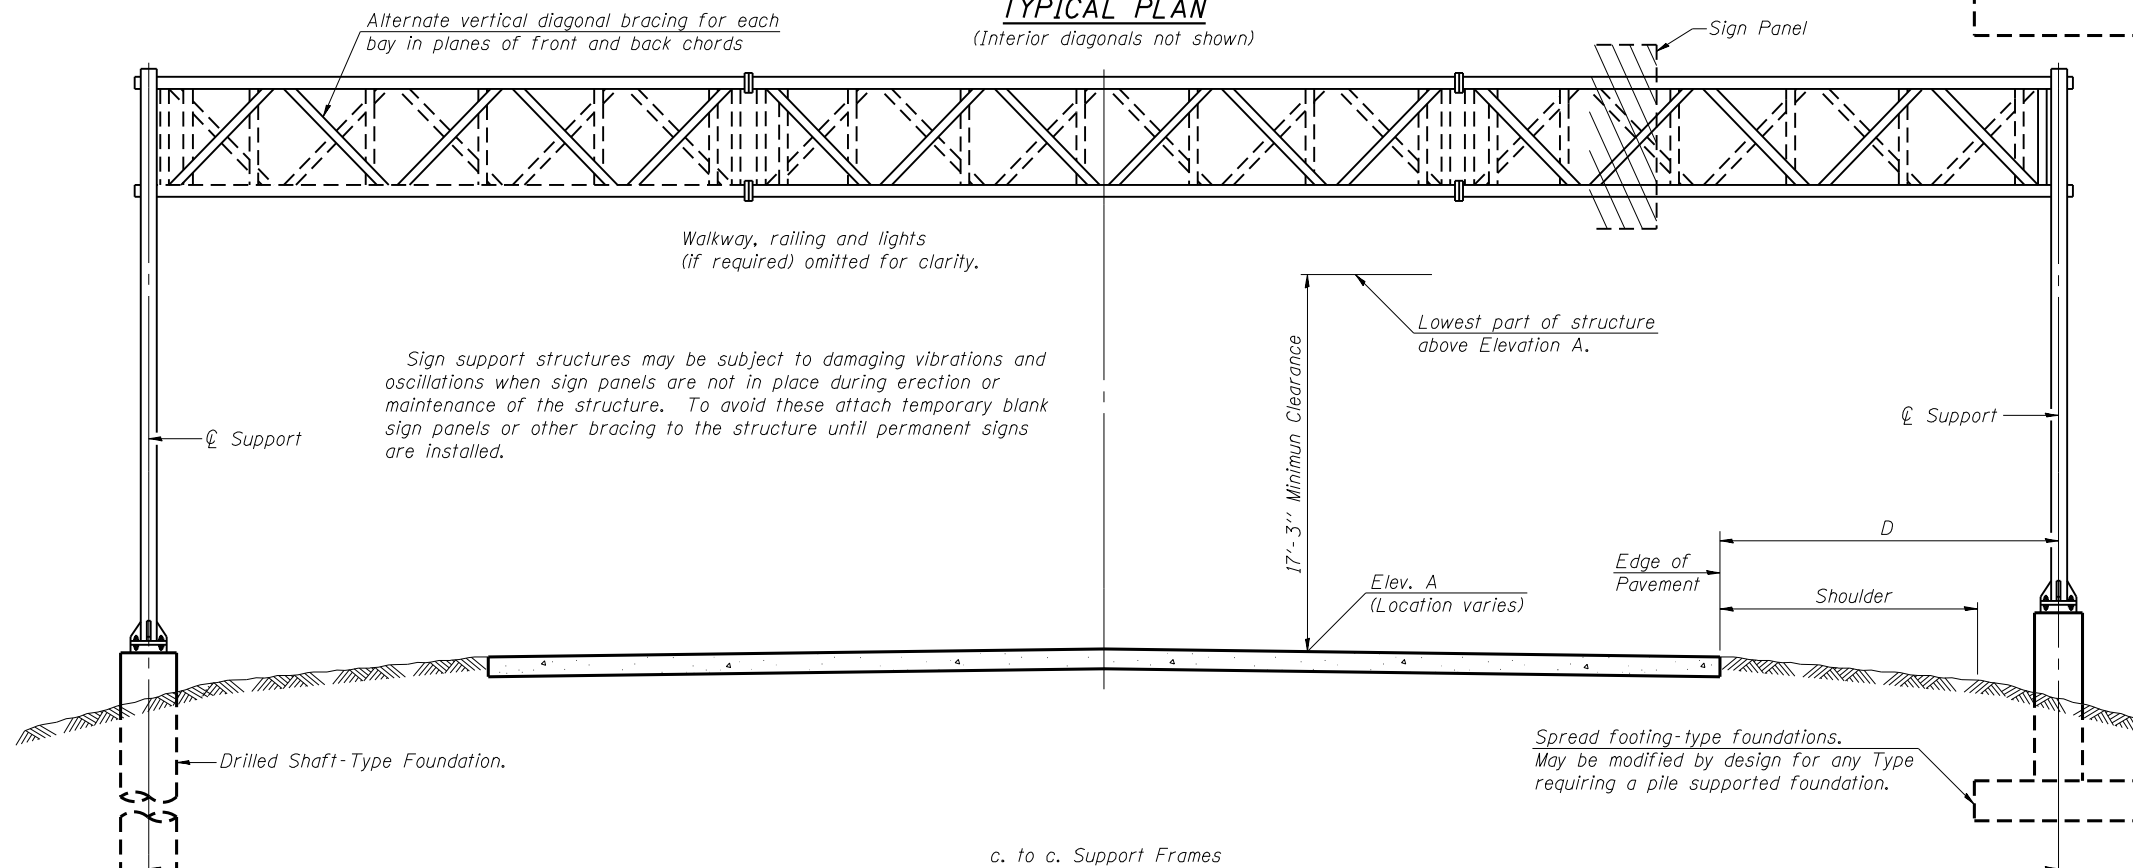 TYPICAL PLAN
(Interior diagonals not shown)
Alternate vertical diagonal bracing for each
bay in planes of front and back chords
Sign Panel
Walkway, railing and lights
(if required) omitted for clarity.
Lowest part of structure
above Elevation A.
17'-3'' Minimun Clearance
Sign support structures may be subject to damaging vibrations and
oscillations when sign panels are not in place during erection or
maintenance of the structure. To avoid these attach temporary blank
sign panels or other bracing to the structure until permanent signs
are installed.
℄ Support
℄ Support
D
Edge of
Pavement
Shoulder
Elev. A
(Location varies)
Drilled Shaft-Type Foundation.
Spread footing-type foundations.
May be modified by design for any Type
requiring a pile supported foundation.
c. to c. Support Frames